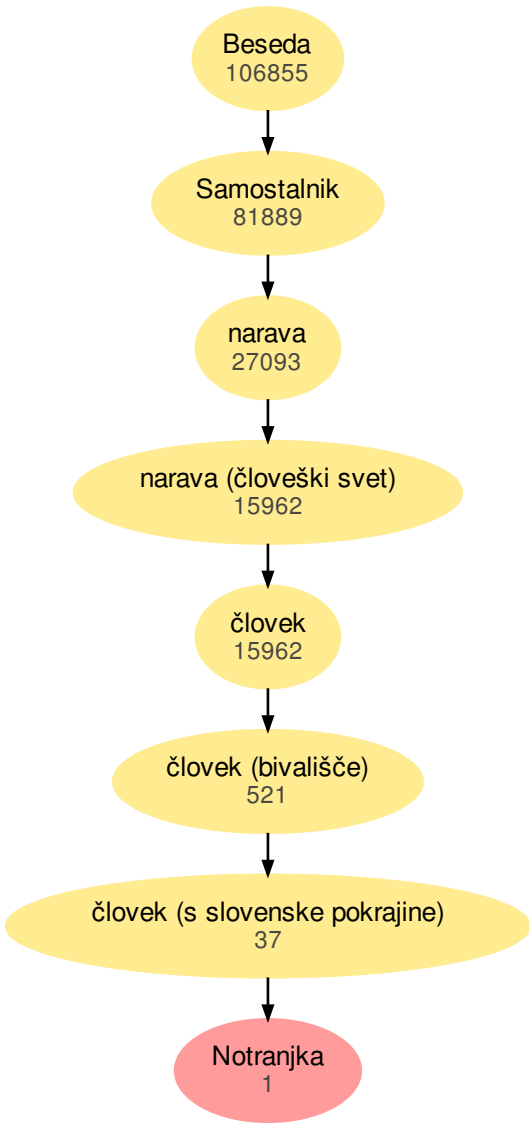 Beseda
106855
Samostalnik
81889
narava
27093
narava (človeški svet)
15962
človek
15962
človek (bivališče)
521
človek (s slovenske pokrajine)
37
Notranjka
1